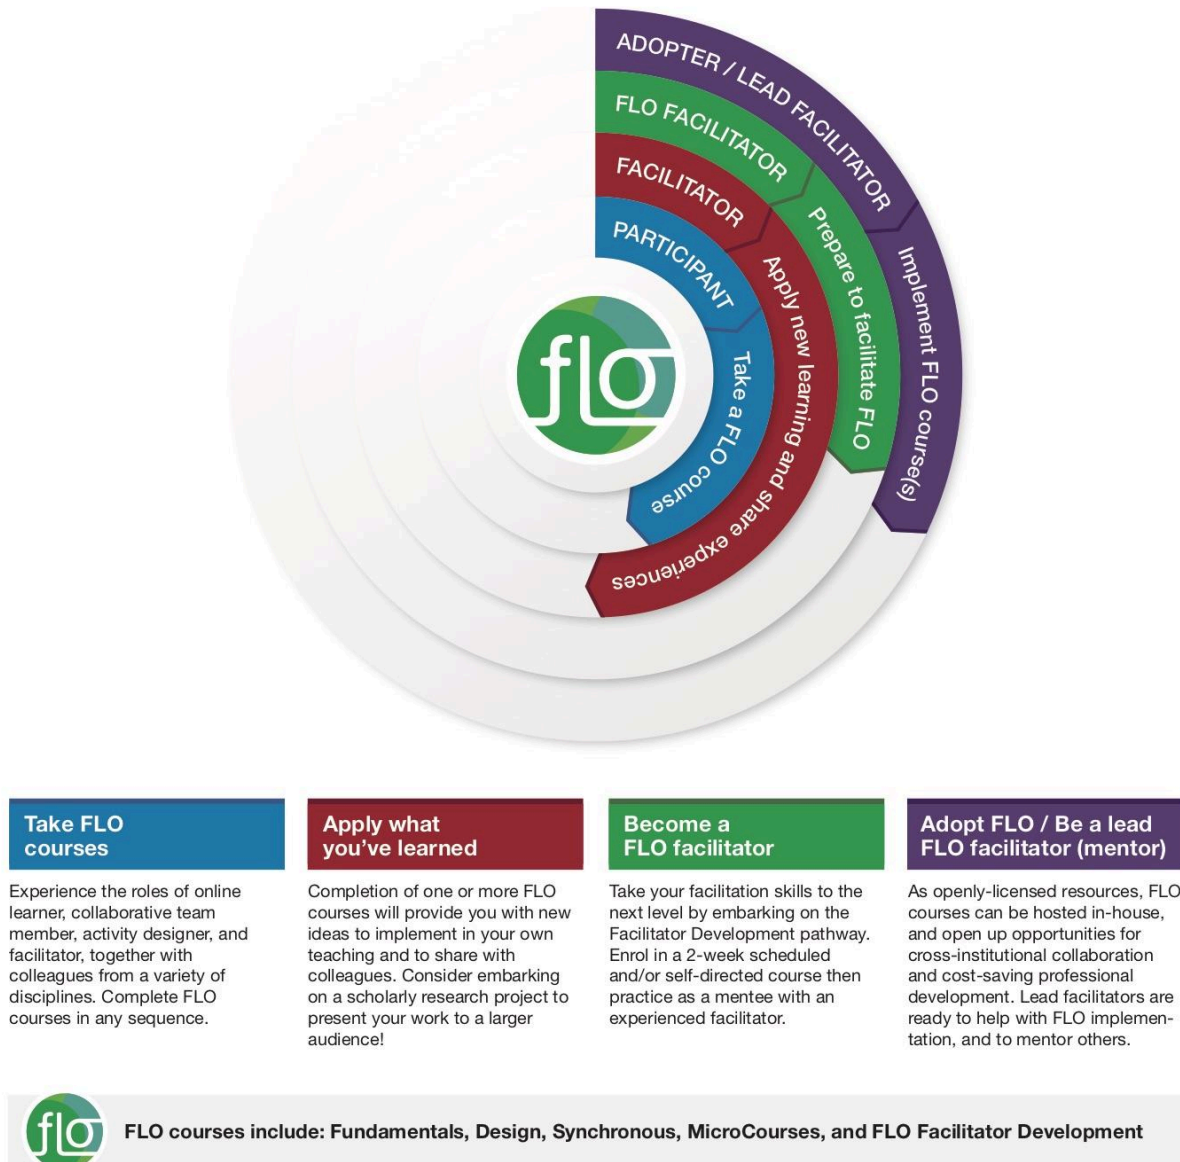 ADOPTER / LEAD FACILITATOR
Implement FLO course(s)
FLO FACILITATOR
Prepare to facilitate FLO
FACILITATOR
Apply new learning and share experiences
PARTICIPANT
Take a FLO course
flo
Take FLO
courses
Experience the roles of online
learner, collaborative team
member, activity designer, and
facilitator, together with
colleagues from a variety of
disciplines. Complete FLO
courses in any sequence.
Apply what
you've learned
Completion of one or more FLO
courses will provide you with new
ideas to implement in your own
teaching and to share with
colleagues. Consider embarking
on a scholarly research project to
present your work to a larger
audience!
Become a
FLO facilitator
Take your facilitation skills to the
next level by embarking on the
Facilitator Development pathway.
Enrol in a 2-week scheduled
and/or self-directed course then
practice as a mentee with an
experienced facilitator.
Adopt FLO / Be a lead
FLO facilitator (mentor)
As openly-licensed resources, FLO
courses can be hosted in-house,
and open up opportunities for
cross-institutional collaboration
and cost-saving professional
development. Lead facilitators are
ready to help with FLO implemen-
tation, and to mentor others.
flo
FLO courses include: Fundamentals, Design, Synchronous, MicroCourses, and FLO Facilitator Development